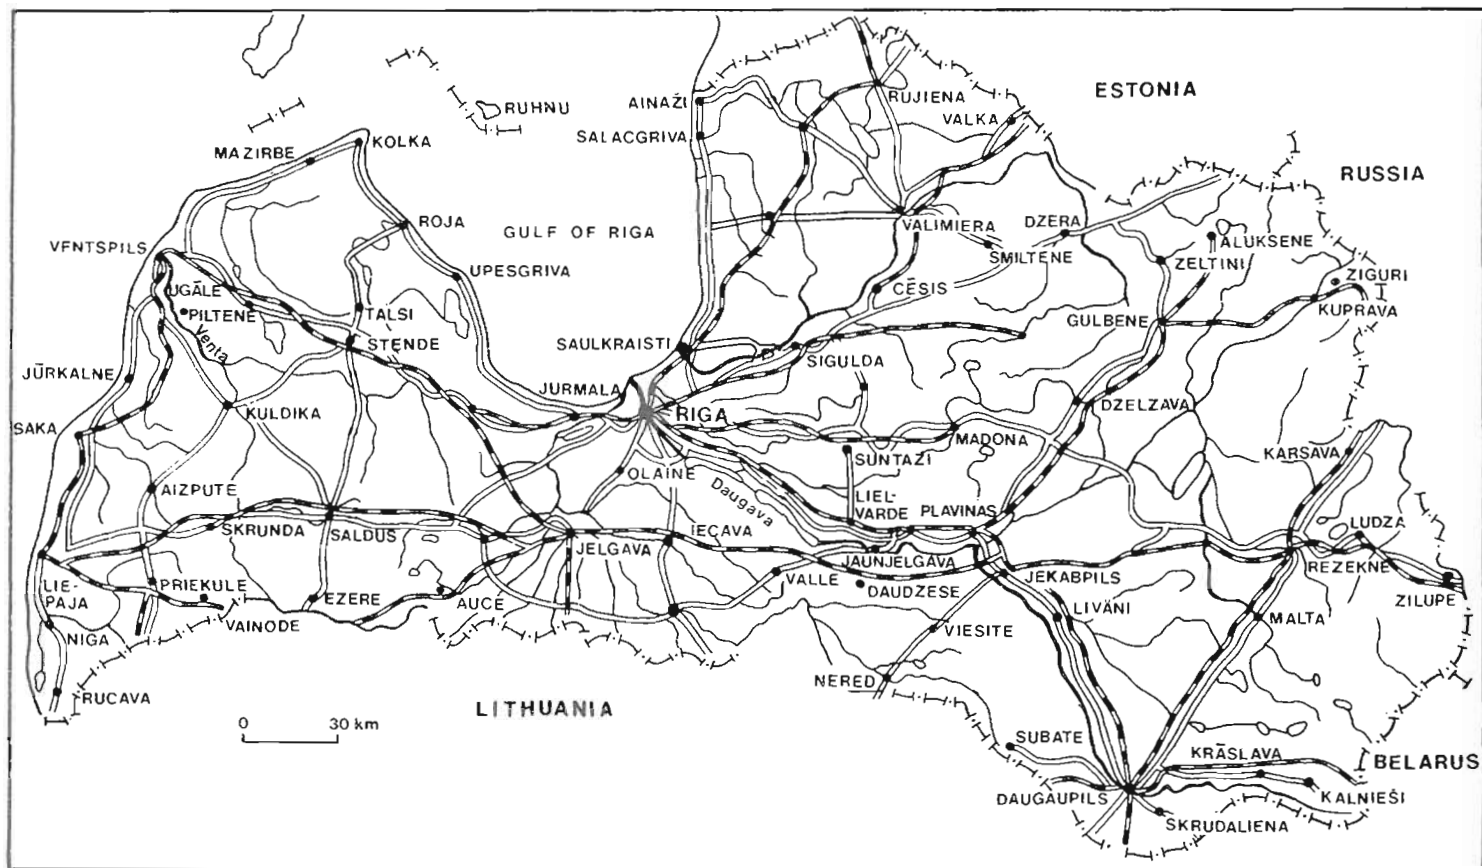 ESTONIA
RUSSIA
RUHNU
AINAŽI
RUJIENA
VALKA
SALACGRIVA
KOLKA
MAZIRBE
ROJA
GULF OF RIGA
VALIMIERA
DZERA
SMILTENE
ALUKSENE
ZELTINI
ZIGURI
VENTSPILS
UPESGRIVA
CĒSIS
KUPRAVA
UGĀLE
PILTENE
TALSI
Venta
STENDE
SAULKRAISTI
SIGULDA
GULBENE
JŪRKALNE
JURMALA
KULDIKA
RIGA
DZELZAVA
SAKA
MADONA
SUNTAZI
KARSAVA
OLAINE
Daugava
AIZPUTE
LIEL-
VARDE
PLAVINAS
SKRUNDA
SALDUS
JELGAVA
IECAVA
JAUNJELGAVA
LUDZA
REZEKNE
LIE-
PAJA
PRIEKULE
EZERE
AUCE
VALLE
DAUDZESE
JEKABPILS
ZILUPE
VAINODE
LIVĀNI
MALTA
NIGA
VIESITE
RUCAVA
NERED
LITHUANIA
0 30 km
SUBATE
KRĀSLAVA
BELARUS
DAUGAUPILS
KALNIEŠI
SKRUDALIENA